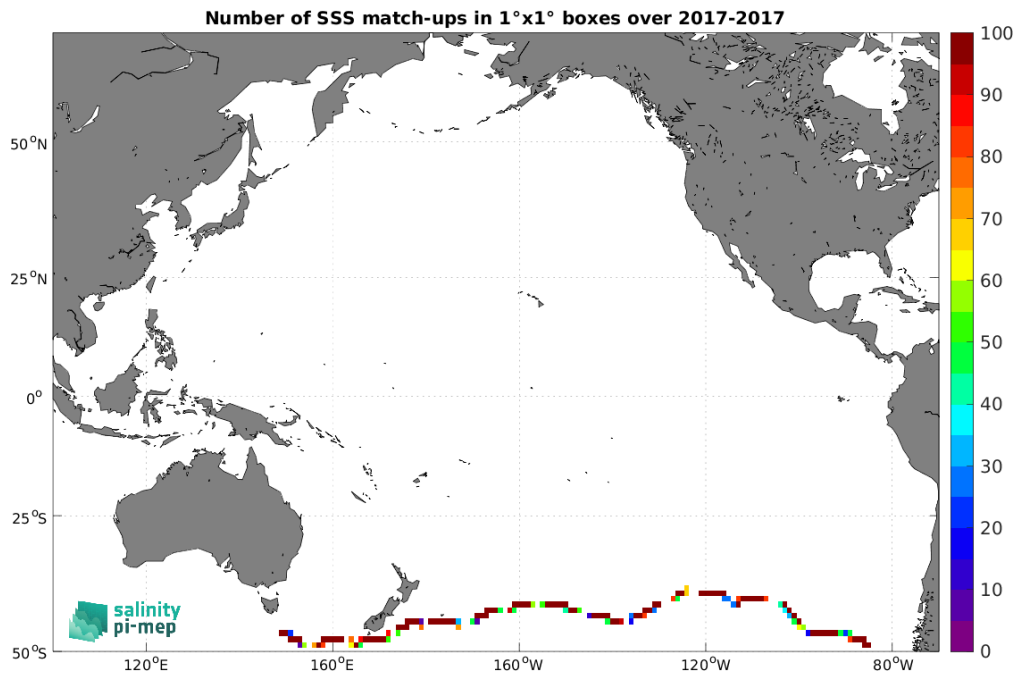 Number of SSS match-ups in 1°x1° boxes over 2017-2017
100
90
80
70
60
50
40
30
20
10
0
50°N
25°N
0°
25°S
50°S
120°E
160°E
160°W
120°W
80°W
salinity
pi-mep